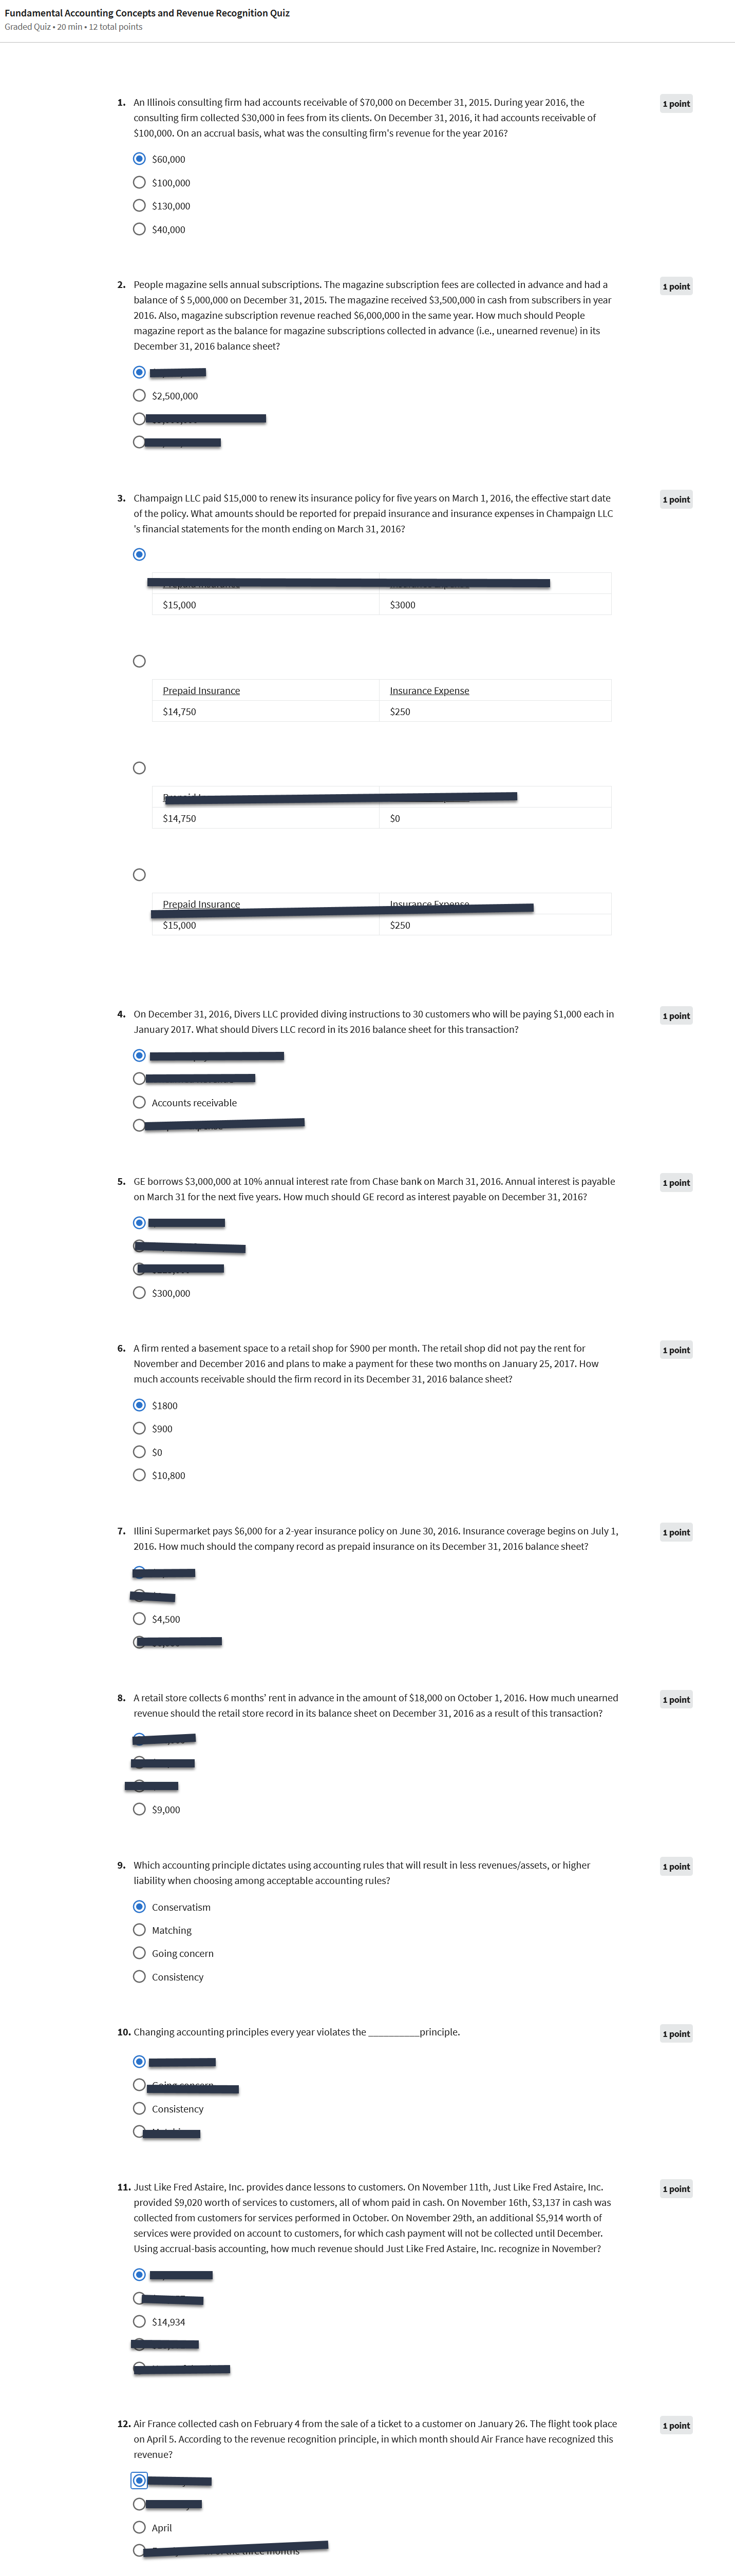 Fundamental Accounting Concepts and Revenue Recognition Quiz
Graded Quiz • 20 min • 12 total points
1. An Illinois consulting firm had accounts receivable of $70,000 on December 31, 2015. During year 2016, the
consulting firm collected $30,000 in fees from its clients. On December 31, 2016, it had accounts receivable of
$100,000. On an accrual basis, what was the consulting firm's revenue for the year 2016?
1 point
$60,000
$100,000
$130,000
$40,000
2. People magazine sells annual subscriptions. The magazine subscription fees are collected in advance and had a
balance of $ 5,000,000 on December 31, 2015. The magazine received $3,500,000 in cash from subscribers in year
2016. Also, magazine subscription revenue reached $6,000,000 in the same year. How much should People
magazine report as the balance for magazine subscriptions collected in advance (i.e., unearned revenue) in its
December 31, 2016 balance sheet?
1 point
$2,500,000
3. Champaign LLC paid $15,000 to renew its insurance policy for five years on March 1, 2016, the effective start date
of the policy. What amounts should be reported for prepaid insurance and insurance expenses in Champaign LLC
's financial statements for the month ending on March 31, 2016?
1 point
$15,000 $3000
Prepaid Insurance Insurance Expense
$14,750 $250
$14,750 $0
Prepaid Insurance Insurance Expense
$15,000 $250
4. On December 31, 2016, Divers LLC provided diving instructions to 30 customers who will be paying $1,000 each in
January 2017. What should Divers LLC record in its 2016 balance sheet for this transaction?
1 point
Accounts receivable
5. GE borrows $3,000,000 at 10% annual interest rate from Chase bank on March 31, 2016. Annual interest is payable
on March 31 for the next five years. How much should GE record as interest payable on December 31, 2016?
1 point
$300,000
6. A firm rented a basement space to a retail shop for $900 per month. The retail shop did not pay the rent for
November and December 2016 and plans to make a payment for these two months on January 25, 2017. How
much accounts receivable should the firm record in its December 31, 2016 balance sheet?
1 point
$1800
$900
$0
$10,800
7. Illini Supermarket pays $6,000 for a 2-year insurance policy on June 30, 2016. Insurance coverage begins on July 1,
2016. How much should the company record as prepaid insurance on its December 31, 2016 balance sheet?
1 point
$4,500
8. A retail store collects 6 months' rent in advance in the amount of $18,000 on October 1, 2016. How much unearned
revenue should the retail store record in its balance sheet on December 31, 2016 as a result of this transaction?
1 point
$9,000
9. Which accounting principle dictates using accounting rules that will result in less revenues/assets, or higher
liability when choosing among acceptable accounting rules?
1 point
Conservatism
Matching
Going concern
Consistency
10. Changing accounting principles every year violates the __________principle.
1 point
Going concern
Consistency
11. Just Like Fred Astaire, Inc. provides dance lessons to customers. On November 11th, Just Like Fred Astaire, Inc.
provided $9,020 worth of services to customers, all of whom paid in cash. On November 16th, $3,137 in cash was
collected from customers for services performed in October. On November 29th, an additional $5,914 worth of
services were provided on account to customers, for which cash payment will not be collected until December.
Using accrual-basis accounting, how much revenue should Just Like Fred Astaire, Inc. recognize in November?
1 point
$14,934
12. Air France collected cash on February 4 from the sale of a ticket to a customer on January 26. The flight took place
on April 5. According to the revenue recognition principle, in which month should Air France have recognized this
revenue?
1 point
April
three months